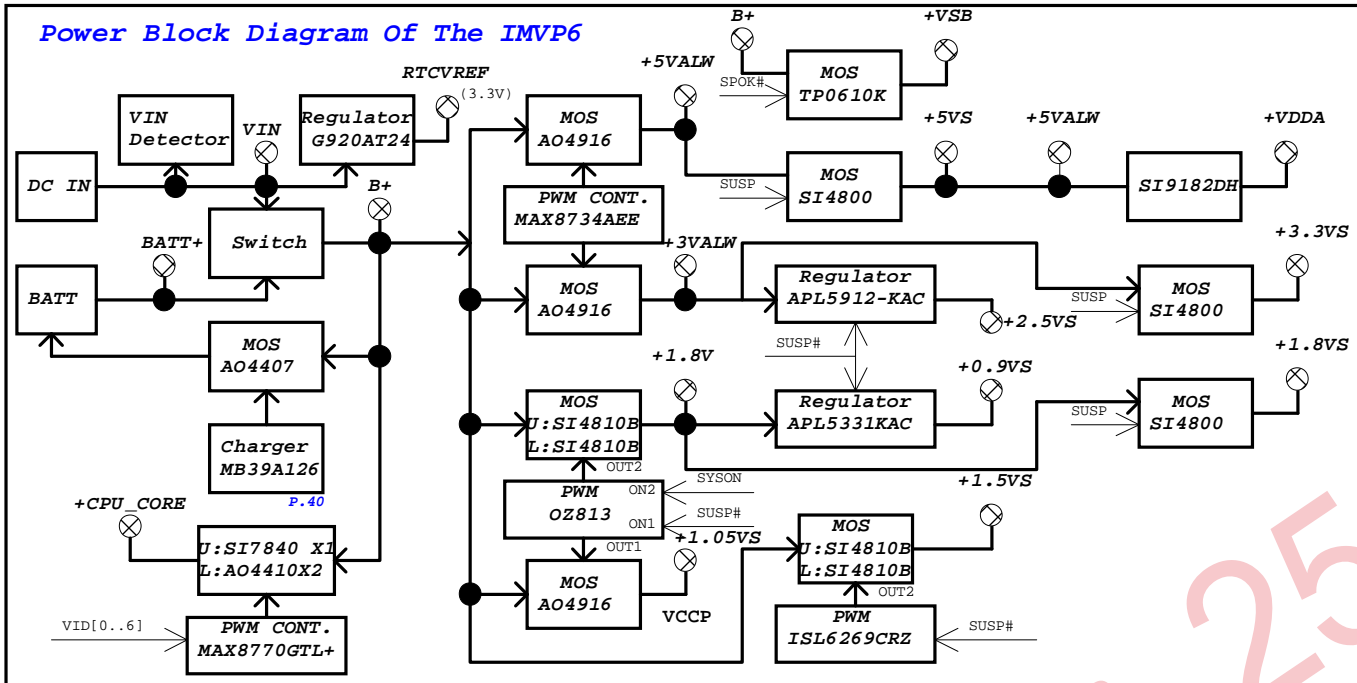 Power Block Diagram Of The IMVP6
B+
+VSB
MOS
TP0610K
SPOK#
+5VALW
RTCVREF
(3.3V)
VIN
Detector
VIN
Regulator
G920AT24
MOS
AO4916
+5VS
+5VALW
+VDDA
DC IN
B+
PWM CONT.
MAX8734AEE
SUSP
MOS
SI4800
SI9182DH
BATT+
Switch
+3VALW
+3.3VS
BATT
MOS
AO4916
Regulator
APL5912-KAC
+2.5VS
SUSP
MOS
SI4800
MOS
AO4407
+1.8V
SUSP#
+0.9VS
+1.8VS
MOS
U:SI4810B
L:SI4810B
Regulator
APL5331KAC
SUSP
MOS
SI4800
Charger
MB39A126
P.40
OUT2
PWM
OZ813
ON2
ON1
SYSON
SUSP#
OUT1
+1.5VS
+CPU_CORE
U:SI7840 X1
L:AO4410X2
+1.05VS
MOS
AO4916
VCCP
MOS
U:SI4810B
L:SI4810B
OUT2
VID[0..6]
PWM CONT.
MAX8770GTL+
PWM
ISL6269CRZ
SUSP#
25